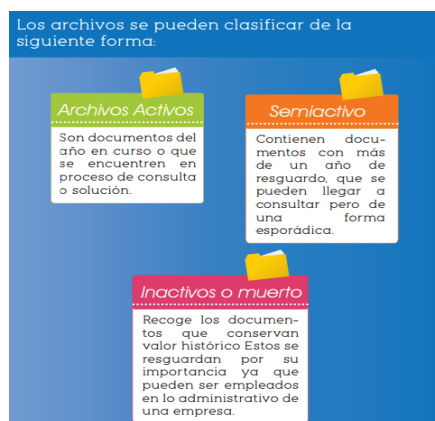 Los archivos se pueden clasificar de la
siguiente forma:
Archivos Activos
Son documentos del
año en curso o que
se encuentren en
proceso de consulta
o solución.
Semiactivo
Contienen docu-
mentos con más
de un año de
resguardo, que se
pueden llegar a
consultar pero de
una forma
esporádica.
Inactivos o muerto
Recoge los documen-
tos que conservan
valor histórico Estos se
resguardan por su
importancia ya que
pueden ser empleados
en lo administrativo de
una empresa.